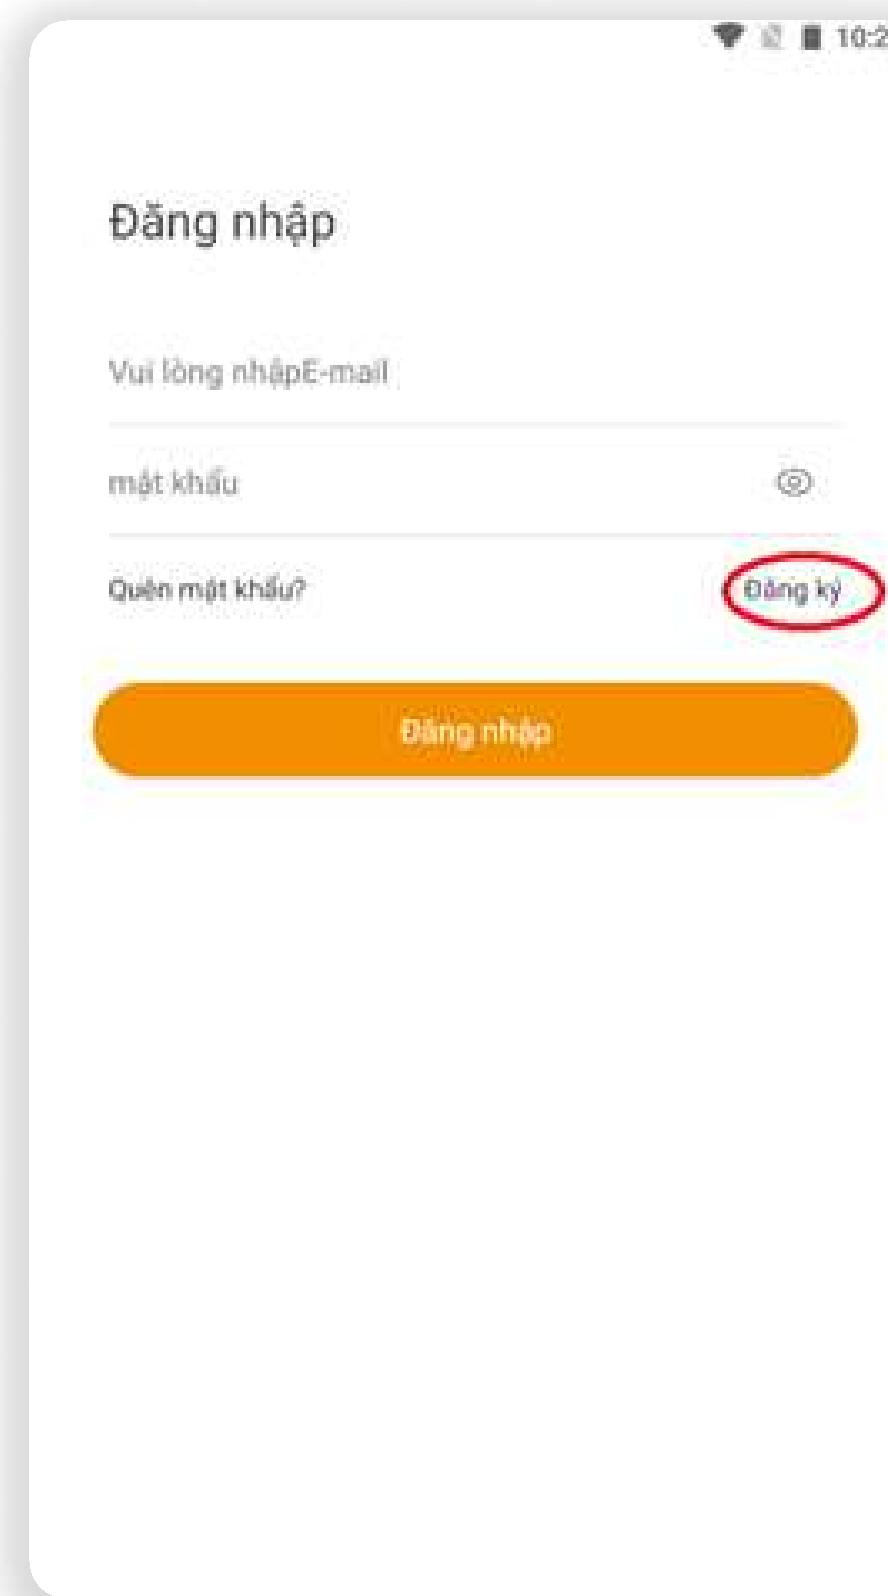 10:2
Đăng nhập
Vui lòng nhậpE-mail
mật khẩu
Quên mật khẩu?
Đăng ký
Đăng nhập